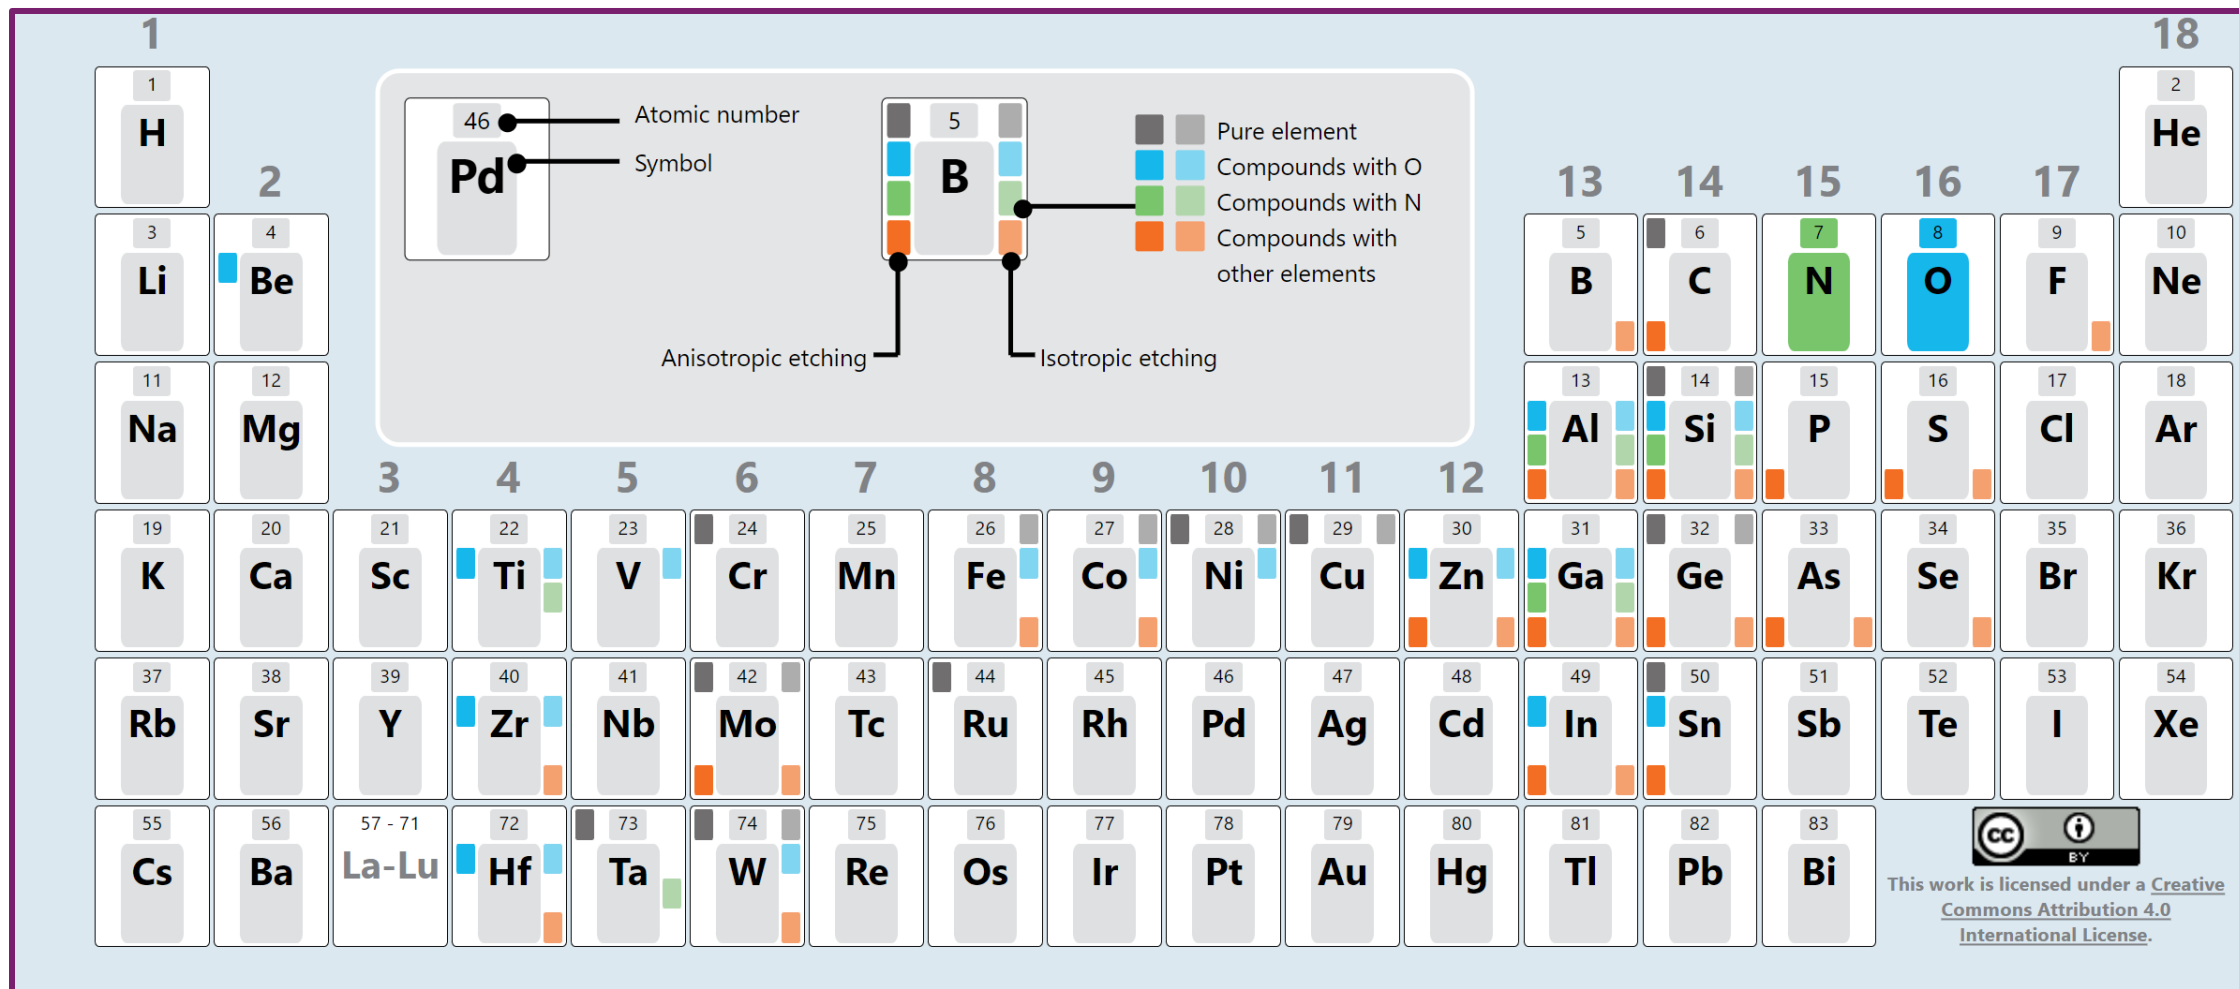 1
18
1
H
46
Pd
Atomic number
Symbol
5
B
Pure element
Compounds with O
Compounds with N
Compounds with
other elements
Anisotropic etching
Isotropic etching
2
He
2
13
14
15
16
17
3
Li
4
Be
5
B
6
C
7
N
8
O
9
F
10
Ne
11
Na
12
Mg
13
Al
14
Si
15
P
16
S
17
Cl
18
Ar
3
4
5
6
7
8
9
10
11
12
19
K
20
Ca
21
Sc
22
Ti
23
V
24
Cr
25
Mn
26
Fe
27
Co
28
Ni
29
Cu
30
Zn
31
Ga
32
Ge
33
As
34
Se
35
Br
36
Kr
37
Rb
38
Sr
39
Y
40
Zr
41
Nb
42
Mo
43
Tc
44
Ru
45
Rh
46
Pd
47
Ag
48
Cd
49
In
50
Sn
51
Sb
52
Te
53
I
54
Xe
55
Cs
56
Ba
57 - 71
La-Lu
72
Hf
73
Ta
74
W
75
Re
76
Os
77
Ir
78
Pt
79
Au
80
Hg
81
Tl
82
Pb
83
Bi
cc
BY
This work is licensed under a Creative
Commons Attribution 4.0
International License.